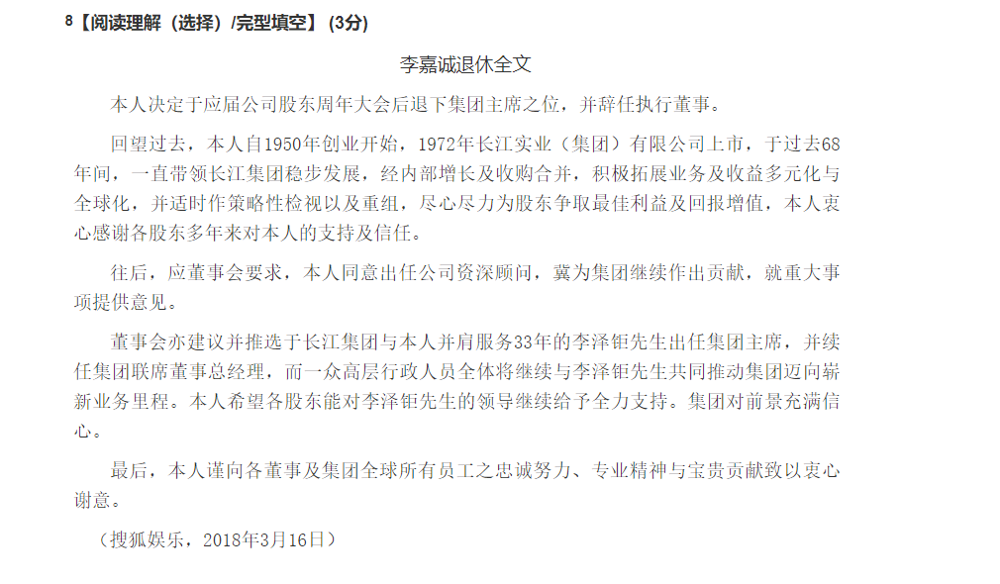 8【阅读理解（选择）/完型填空】 (3分)
李嘉诚退休全文
本人决定于应届公司股东周年大会后退下集团主席之位，并辞任执行董事。
回望过去，本人自1950年创业开始，1972年长江实业（集团）有限公司上市，于过去68
年间，一直带领长江集团稳步发展，经内部增长及收购合并，积极拓展业务及收益多元化与
全球化，并适时作策略性检视以及重组，尽心尽力为股东争取最佳利益及回报增值，本人衷
心感谢各股东多年来对本人的支持及信任。
往后，应董事会要求，本人同意出任公司资深顾问，冀为集团继续作出贡献，就重大事
项提供意见。
董事会亦建议并推选于长江集团与本人并肩服务33年的李泽钜先生出任集团主席，并续
任集团联席董事总经理，而一众高层行政人员全体将继续与李泽钜先生共同推动集团迈向崭
新业务里程。本人希望各股东能对李泽钜先生的领导继续给予全力支持。集团对前景充满信
心。
最后，本人谨向各董事及集团全球所有员工之忠诚努力、专业精神与宝贵贡献致以衷心
谢意。
（搜狐娱乐，2018年3月16日）